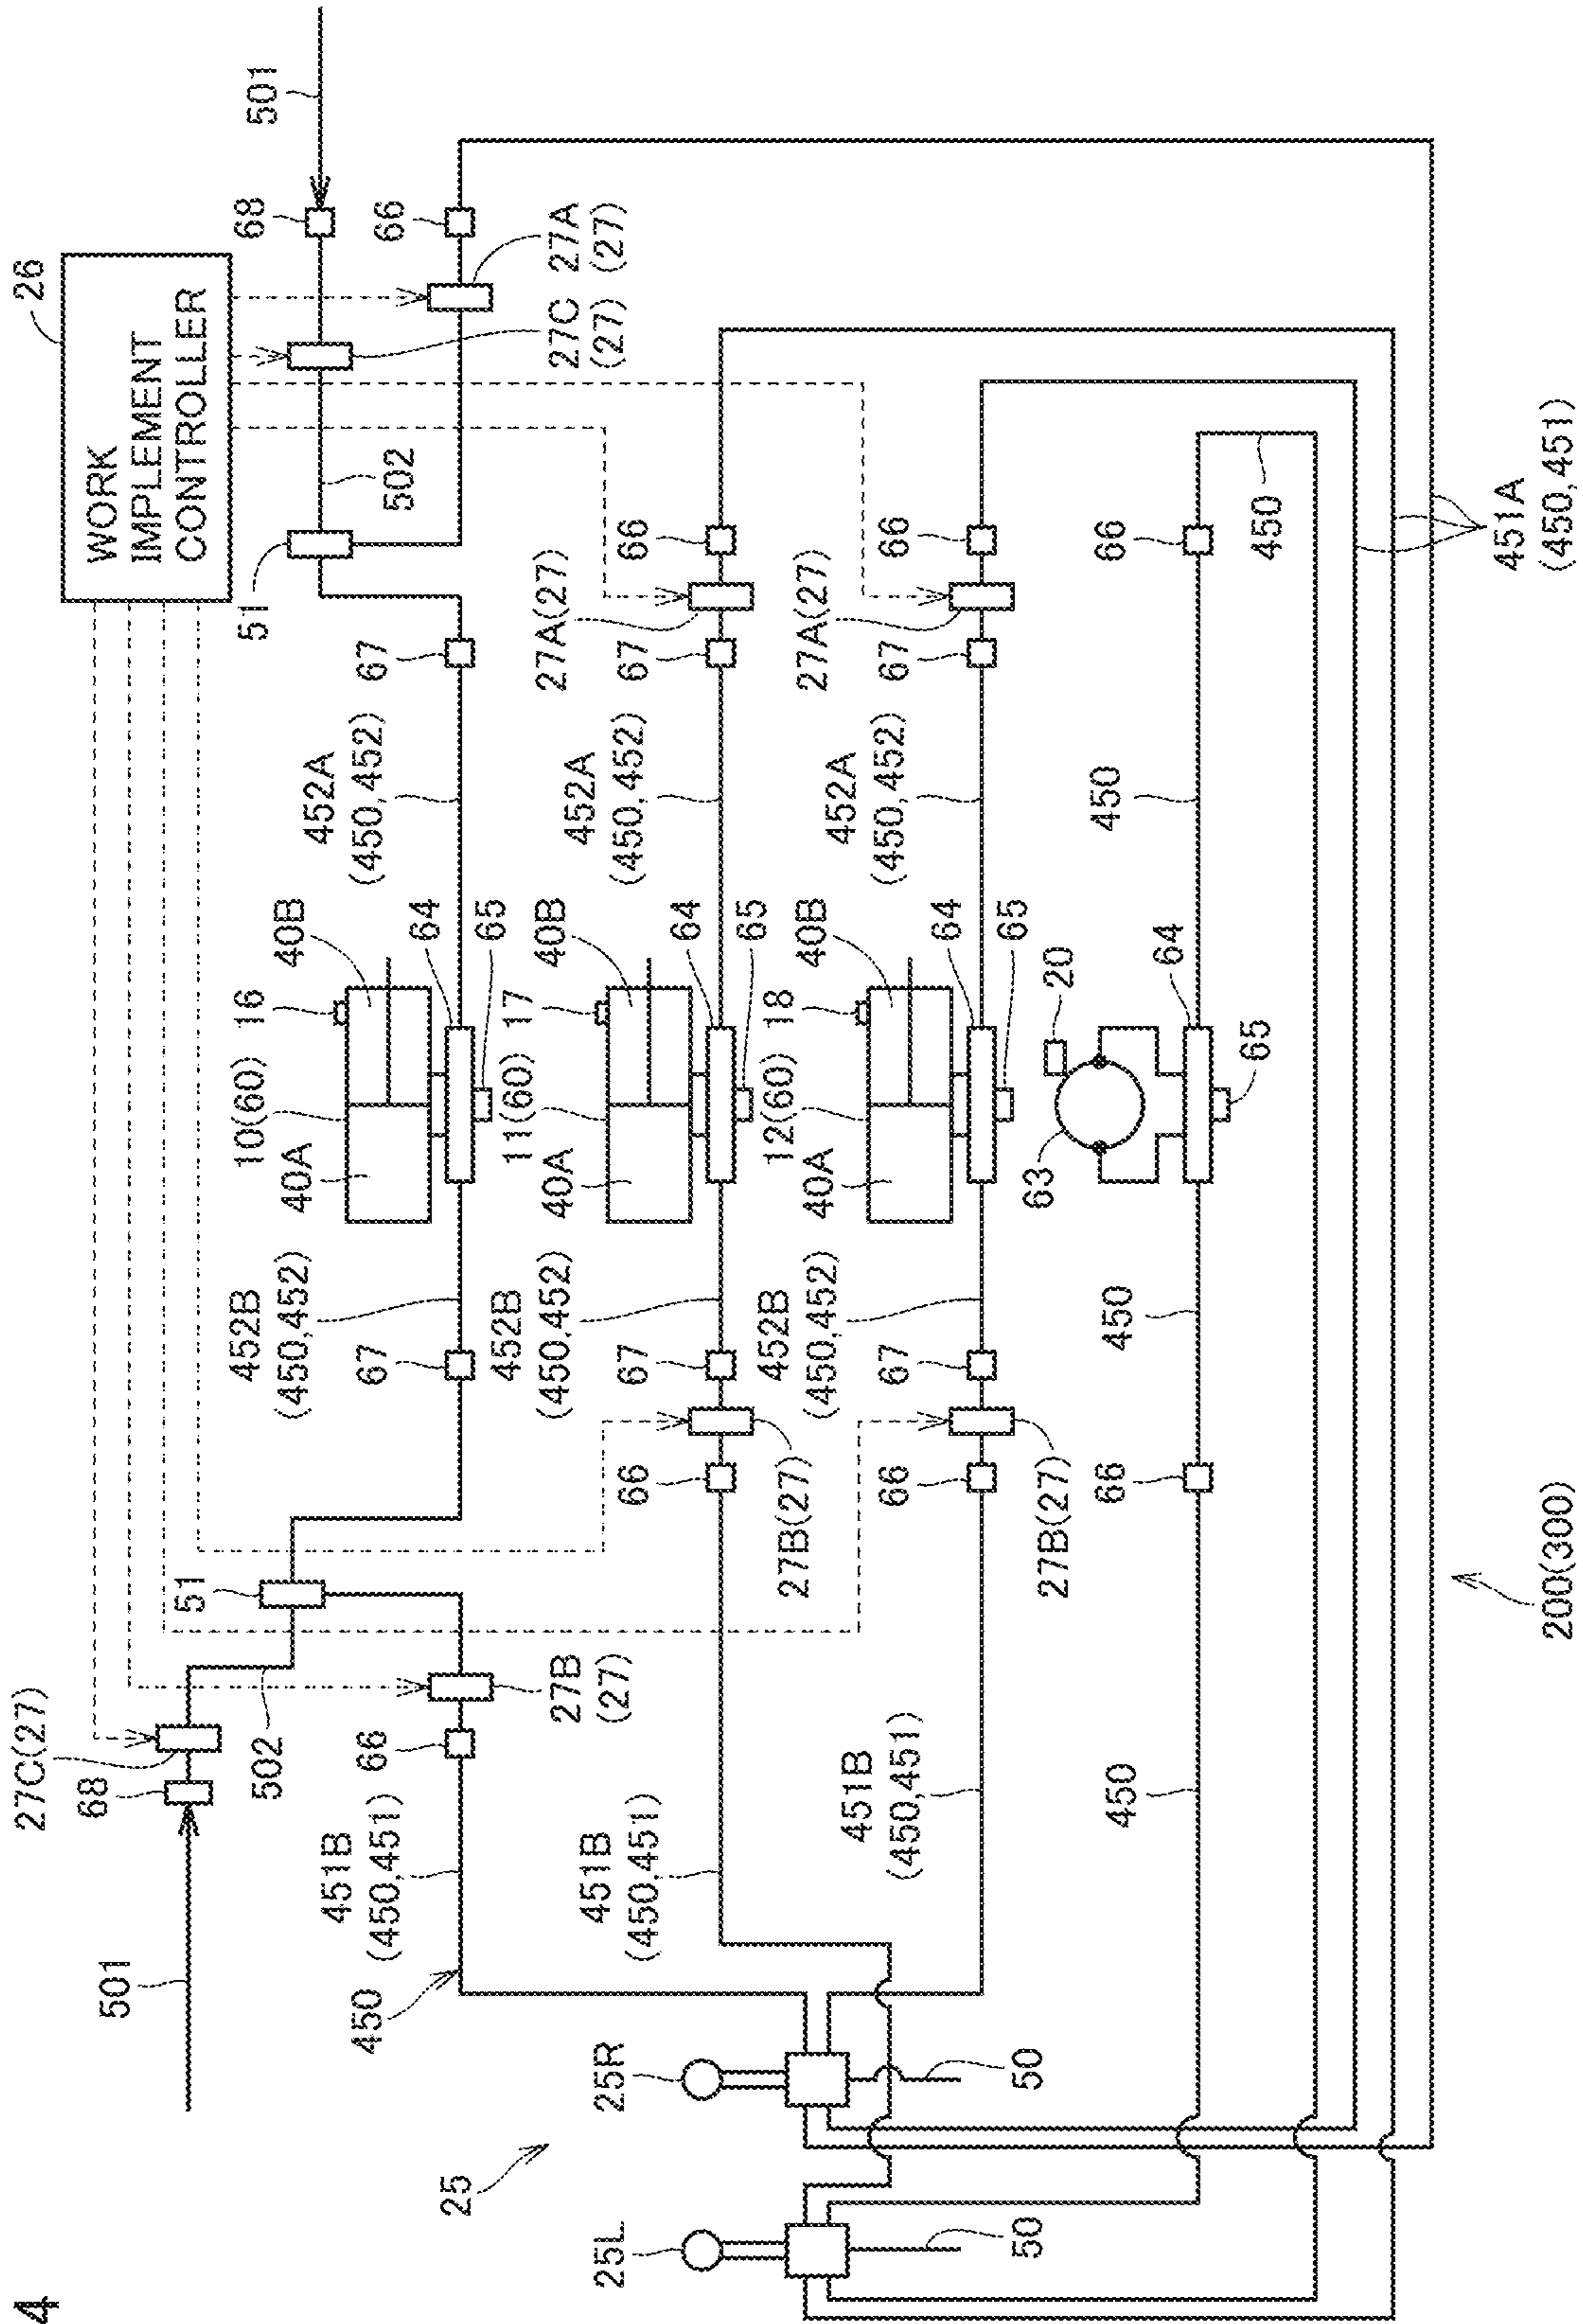 4
27C(27)
26
68
WORK
IMPLEMENT
CONTROLLER
501
51
452B
(450,452)
10(60)
16
51
68
501
502
40A
40B
452A
(450,452)
451B
(450,451)
450
66
67
67
66
502
64
25
65
452B
(450,452)
11(60)
17
27B
(27)
27C
(27)
27A
(27)
40A
40B
27A(27)
452A
(450,452)
25L
25R
451B
(450,451)
66
67
67
66
64
65
452B
(450,452)
12(60)
18
27B(27)
40A
40B
27A(27)
452A
(450,452)
451B
(450,451)
66
67
67
66
64
65
50
50
27B(27)
63
20
450
66
450
450
66
64
65
450
451A
(450,451)
200(300)